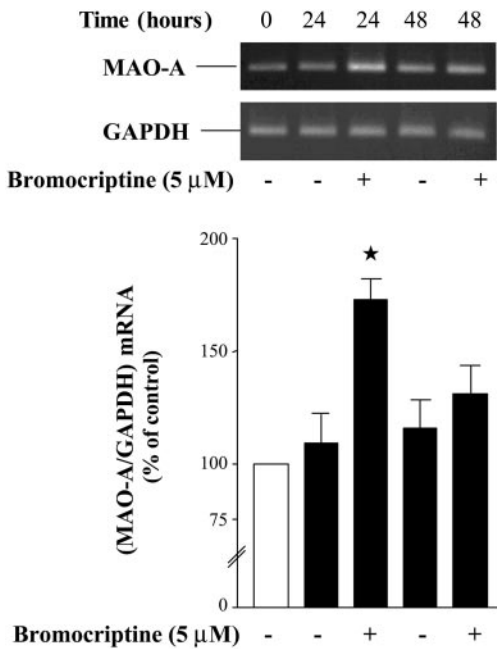 Time (hours) 0 24 24 48 48
MAO-A
GAPDH
Bromocriptine (5 µM) - - + - +
200
★
150
100
75
0
(MAO-A/GAPDH) mRNA
(% of control)
Bromocriptine (5 µM) - - + - +